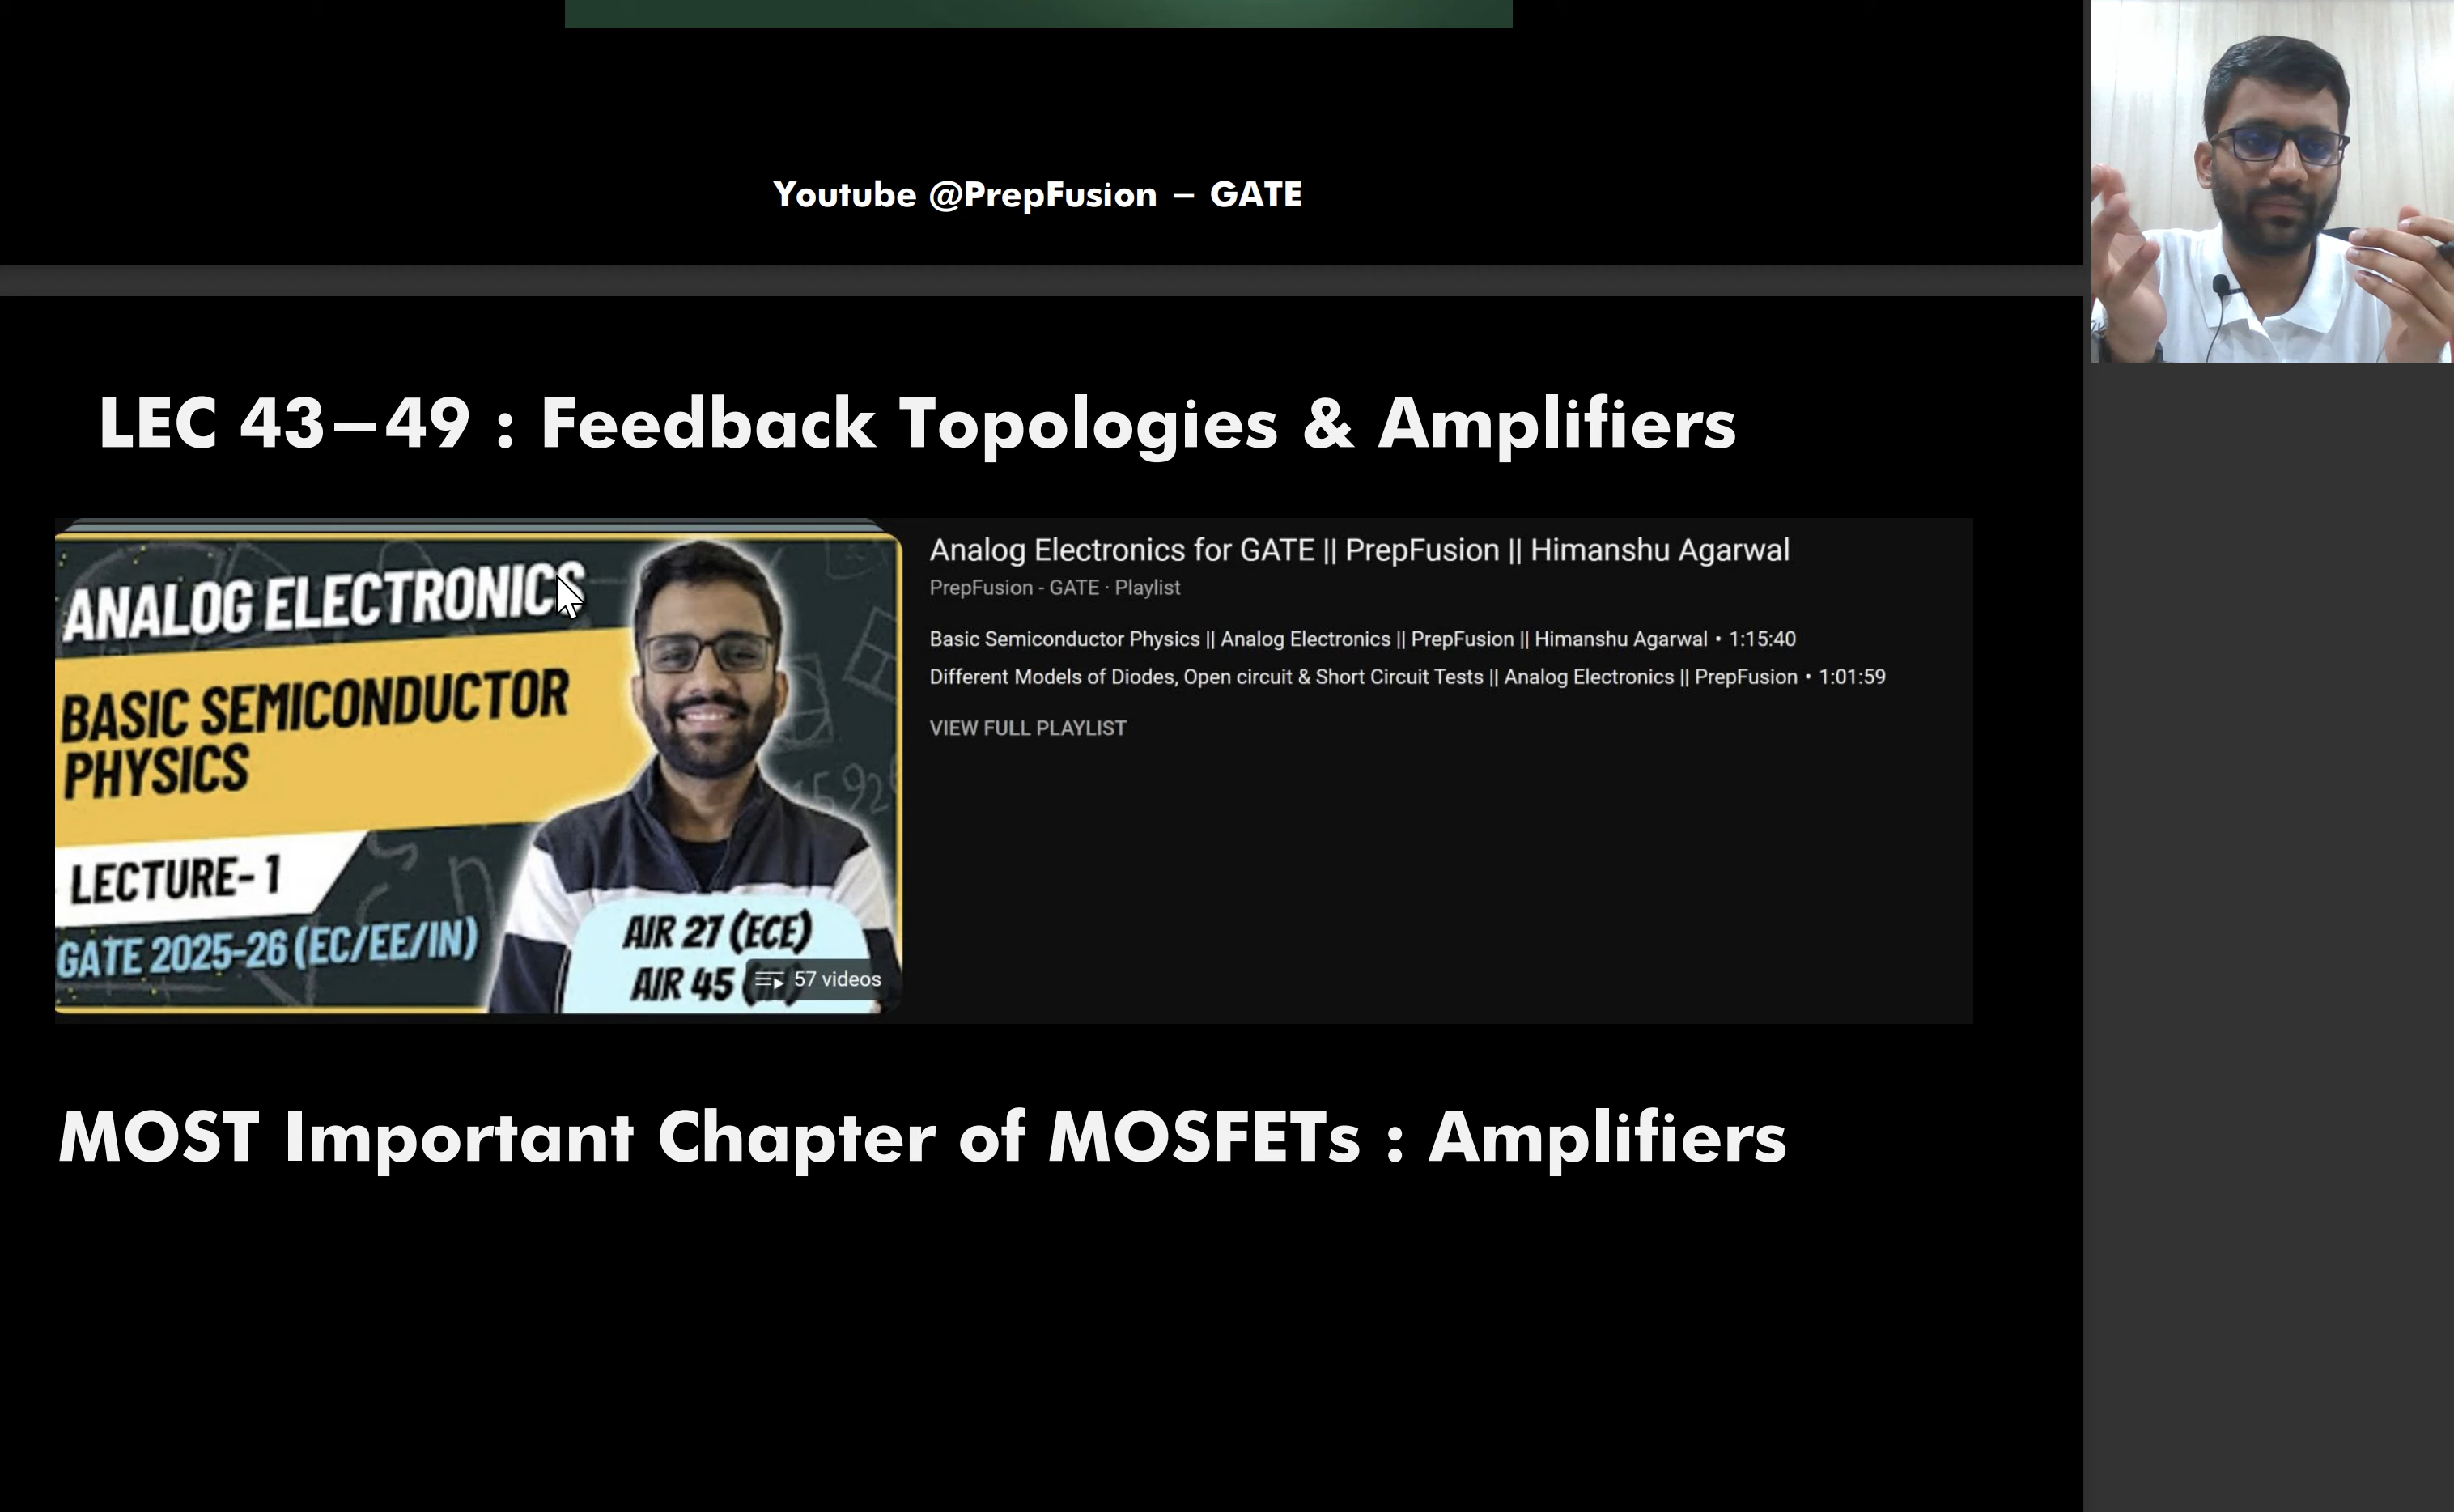 Youtube @PrepFusion – GATE
LEC 43–49 : Feedback Topologies & Amplifiers
ANALOG ELECTRONICS
BASIC SEMICONDUCTOR
PHYSICS
LECTURE- 1
GATE 2025-26 (EC/EE/IN)
AIR 27 (ECE)
AIR 45
57 videos
Analog Electronics for GATE || PrepFusion || Himanshu Agarwal
PrepFusion - GATE · Playlist
Basic Semiconductor Physics || Analog Electronics || PrepFusion || Himanshu Agarwal • 1:15:40
Different Models of Diodes, Open circuit & Short Circuit Tests || Analog Electronics || PrepFusion • 1:01:59
VIEW FULL PLAYLIST
MOST Important Chapter of MOSFETs : Amplifiers